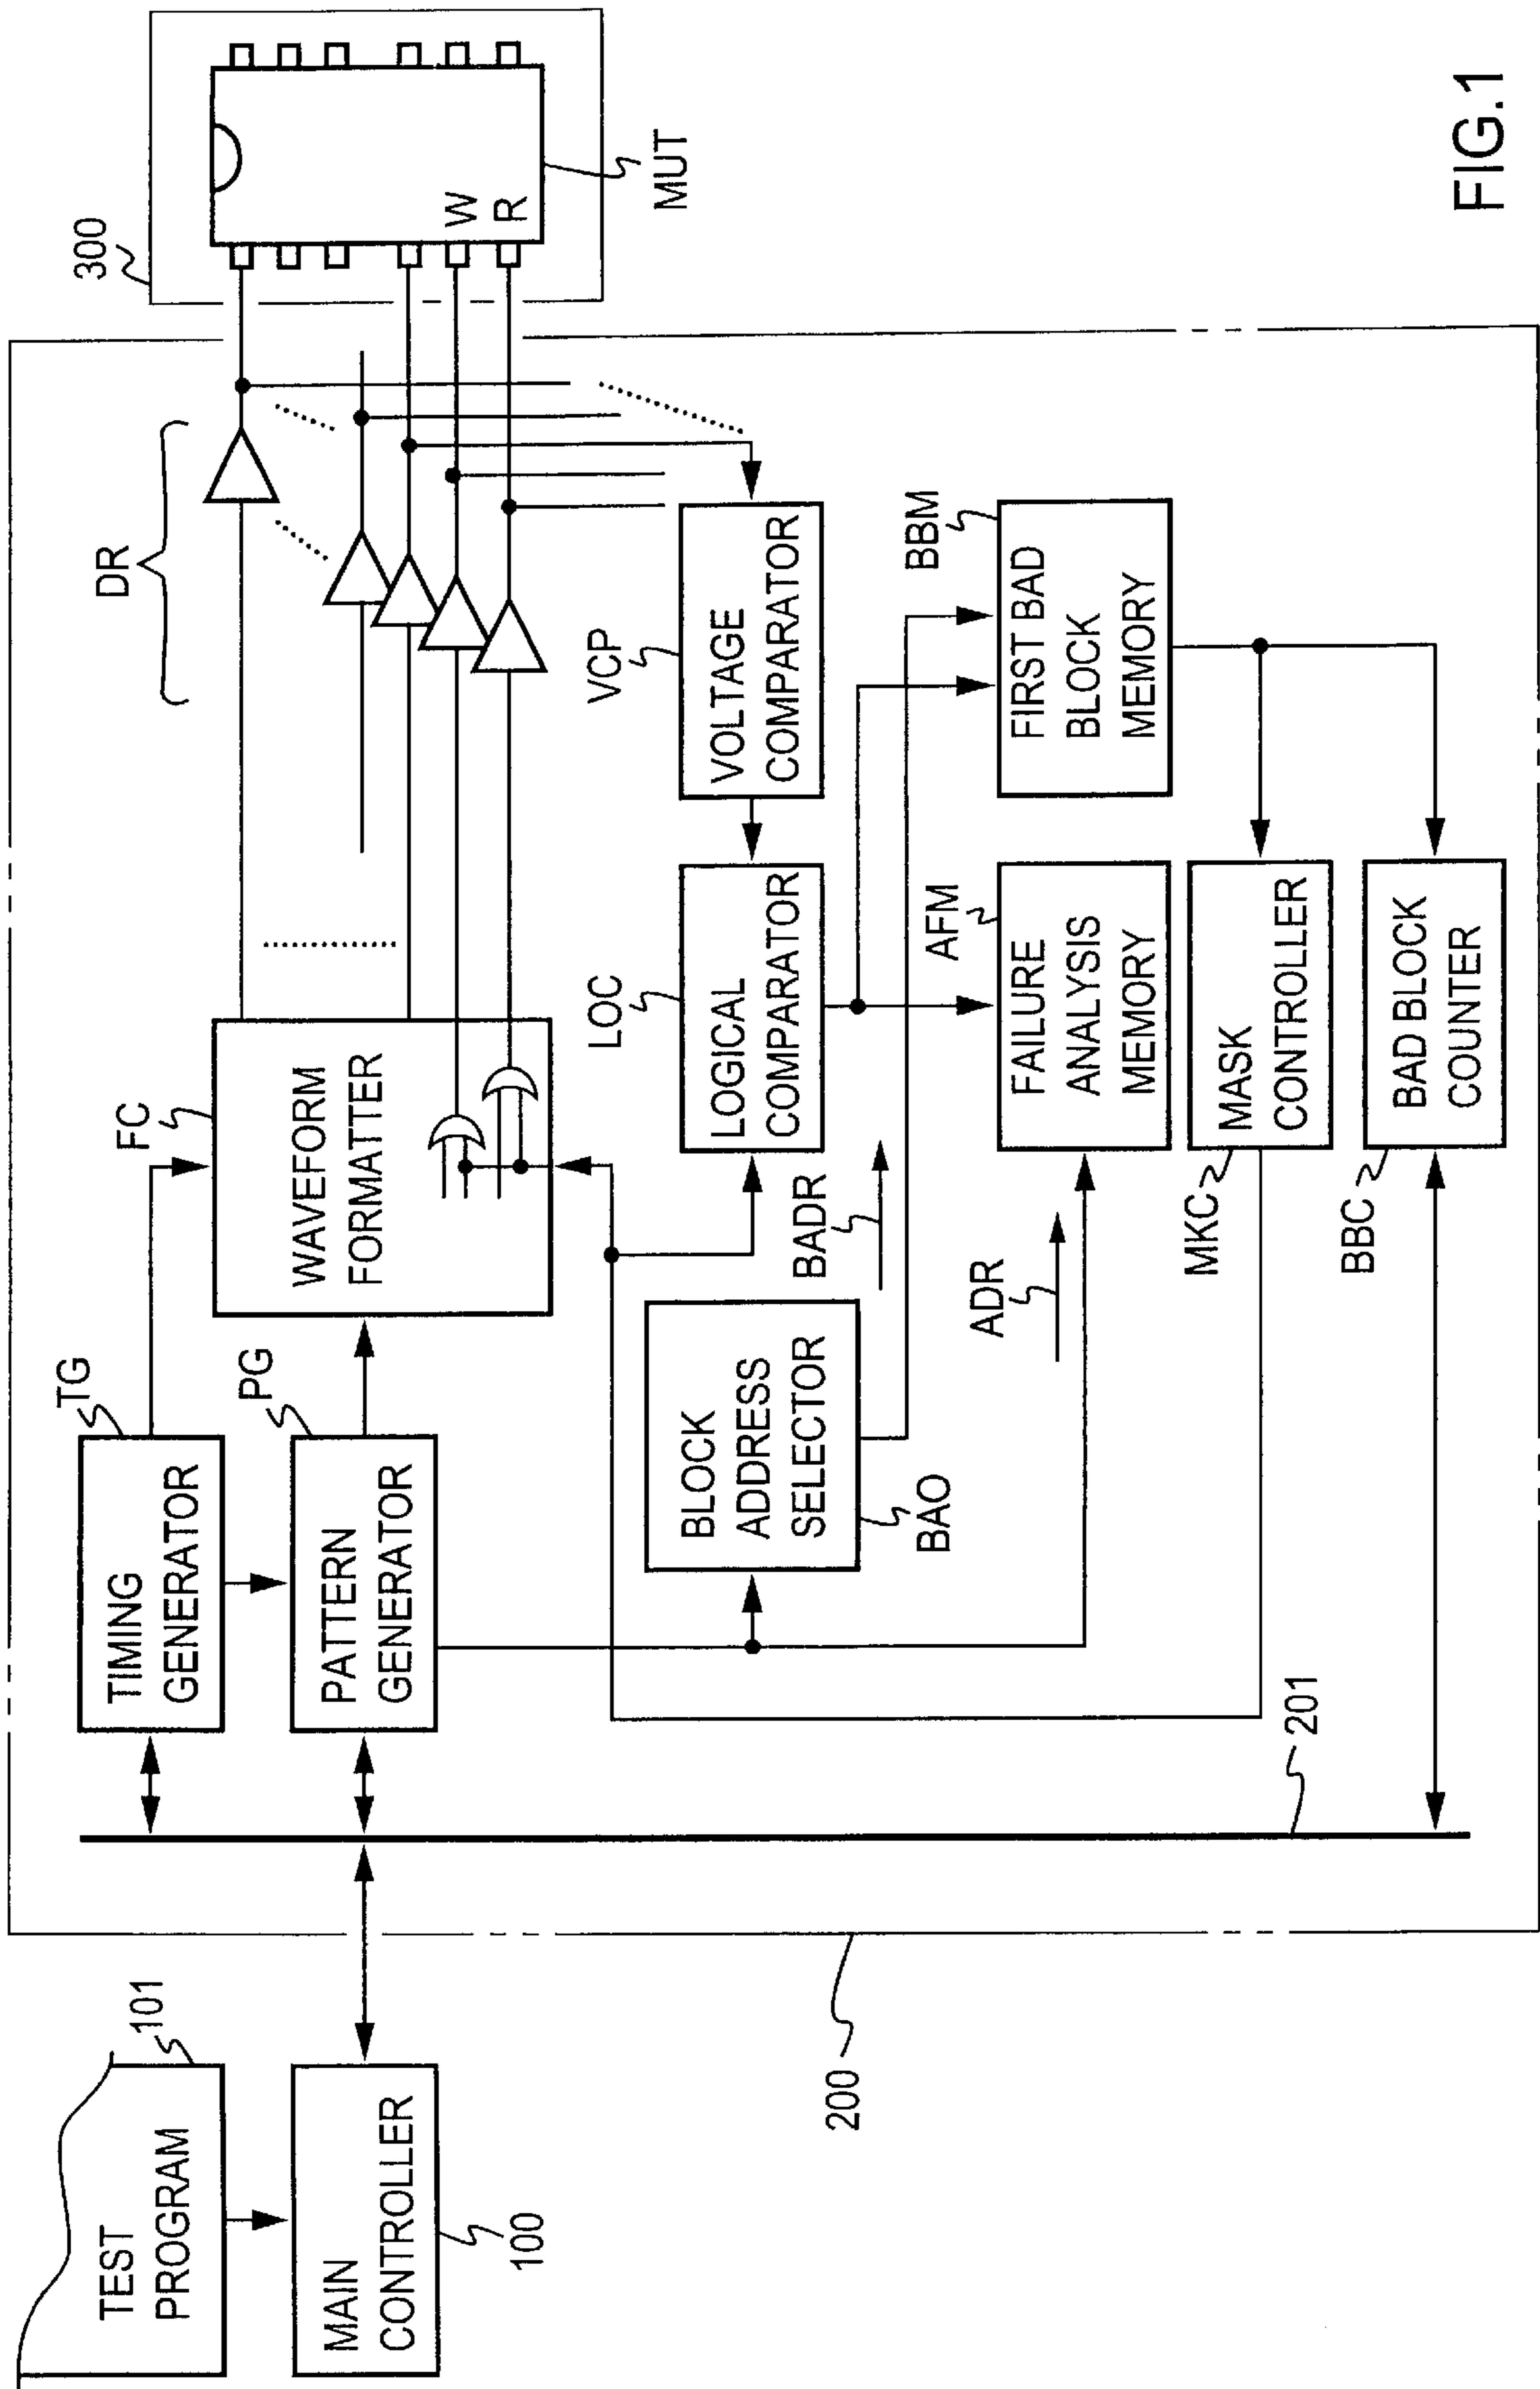 TEST
PROGRAM
101
MAIN
CONTROLLER
100
200
TIMING
GENERATOR
TG
PATTERN
GENERATOR
PG
WAVEFORM
FORMATTER
FC
DR
300
W
R
MUT
BLOCK
ADDRESS
SELECTOR
BAO
BADR
ADR
LOGICAL
COMPARATOR
LOC
VOLTAGE
COMPARATOR
VCP
FAILURE
ANALYSIS
MEMORY
AFM
FIRST BAD
BLOCK
MEMORY
BBM
MASK
CONTROLLER
MKC
BAD BLOCK
COUNTER
BBC
201
FIG.1